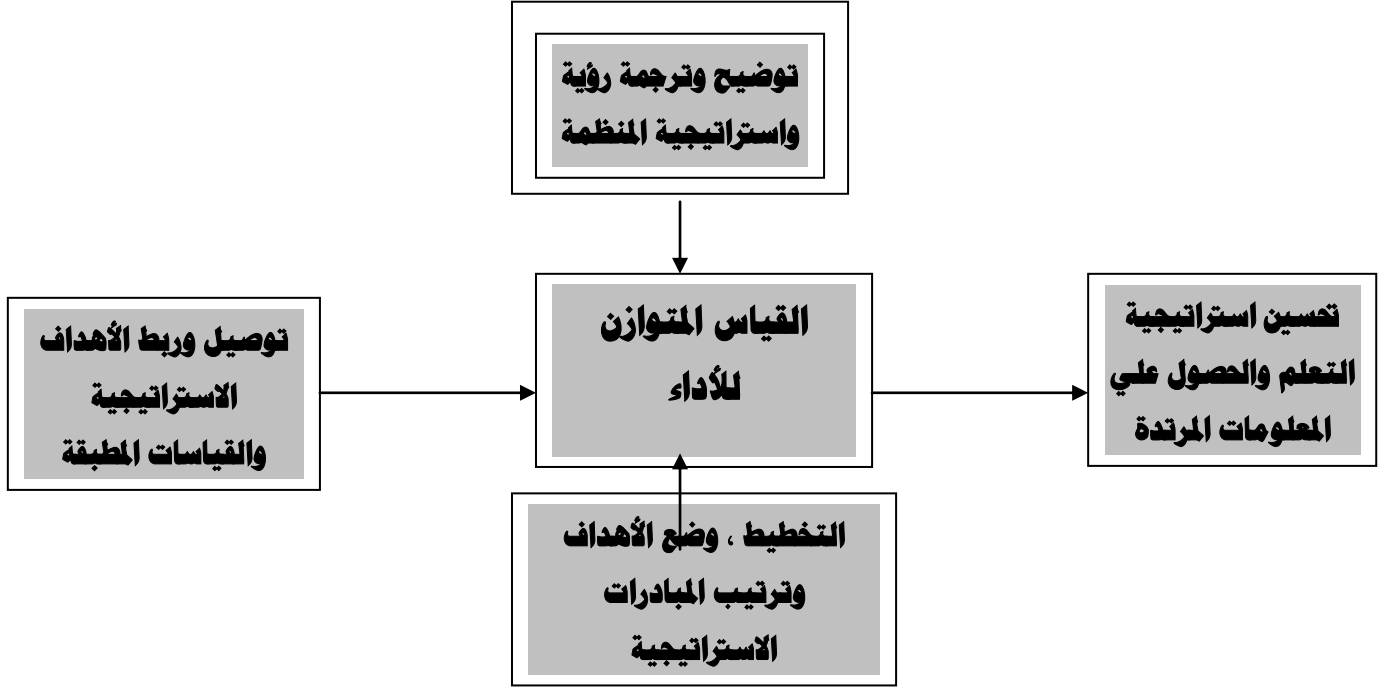 توضيح وترجمة رؤية
واستراتيجية المنظمة
القياس المتوازن
للأداء
تحسين استراتيجية
التعلم والحصول علي
المعلومات المرتدة
توصيل وربط الأهداف
الاستراتيجية
والقياسات المطبقة
التخطيط ، وضع الأهداف
وترتيب المبادرات
الاستراتيجية